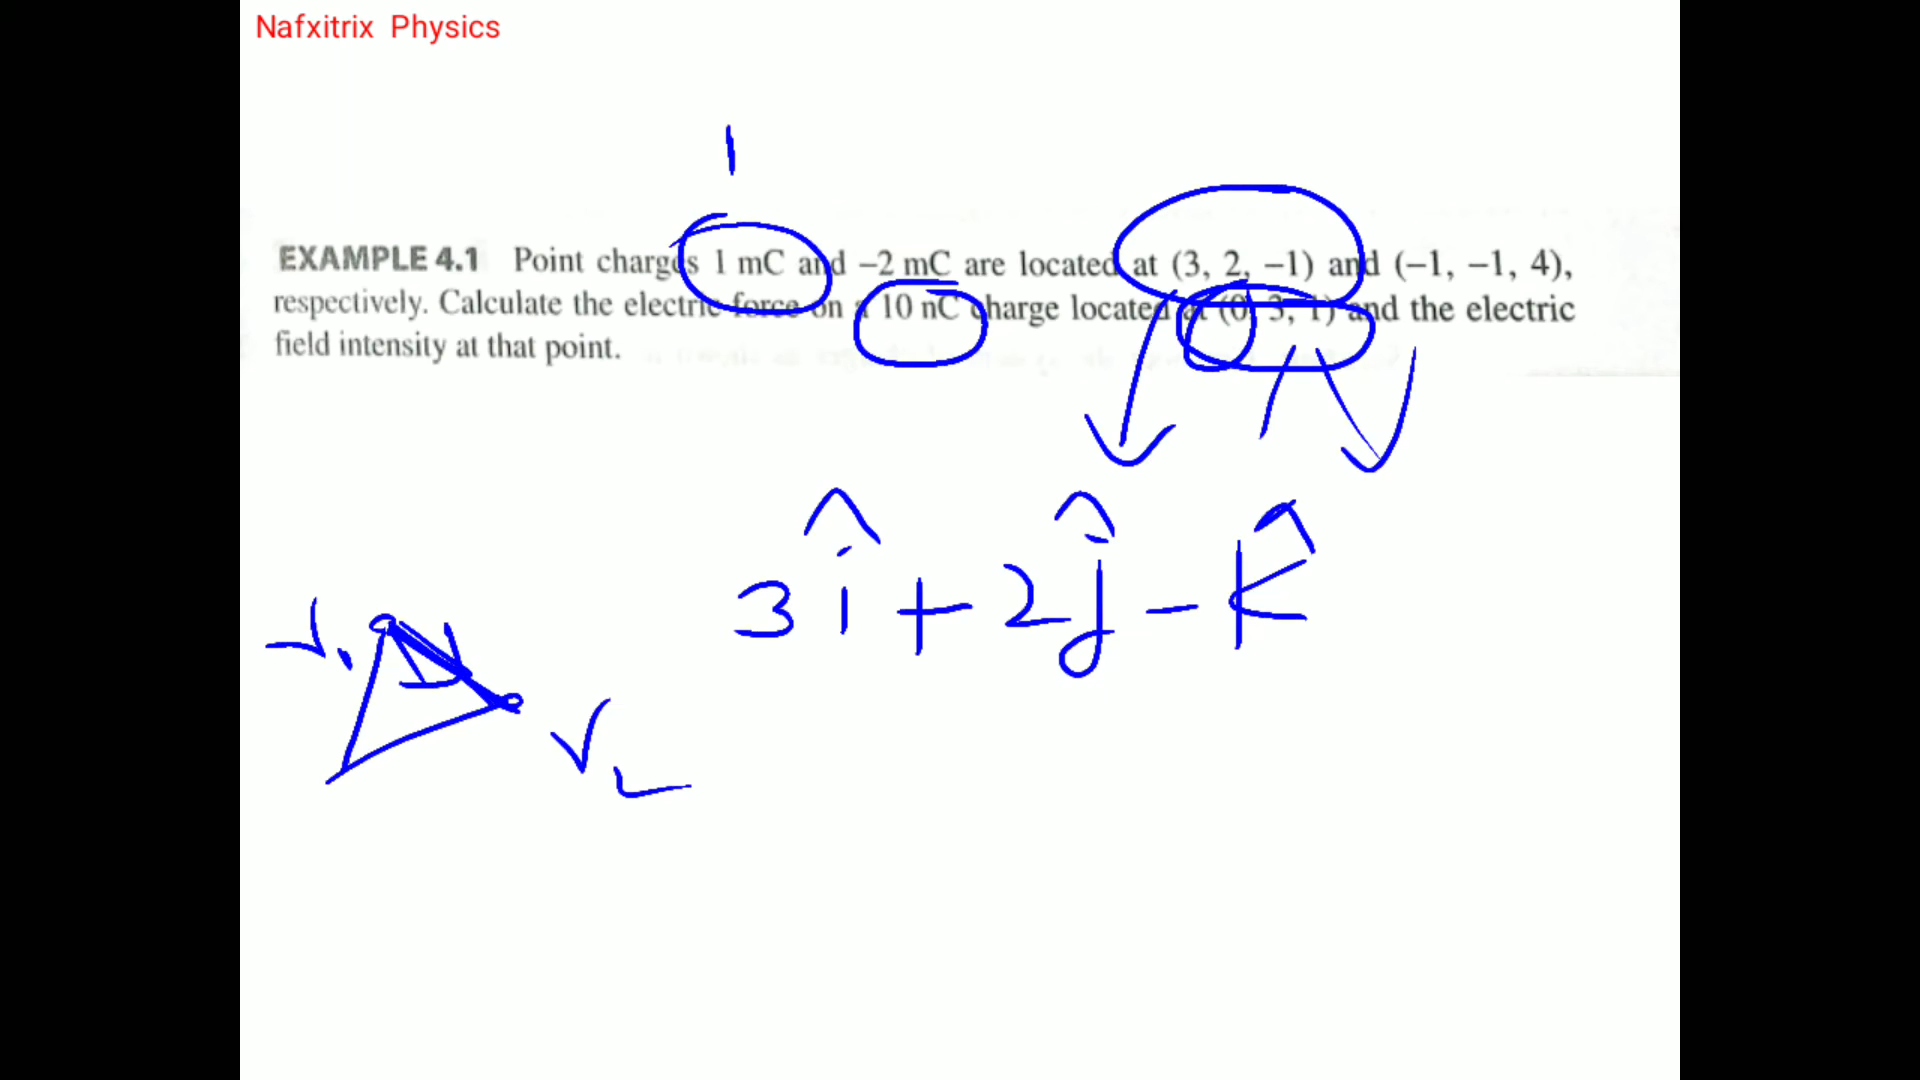 Nafxitrix Physics
1
EXAMPLE 4.1 Point charges 1 mC and −2 mC are located at (3, 2, −1) and (−1, −1, 4),
respectively. Calculate the electric force on a 10 nC charge located at (0, 3, 1) and the electric
field intensity at that point.
3î + 2ĵ − k̂